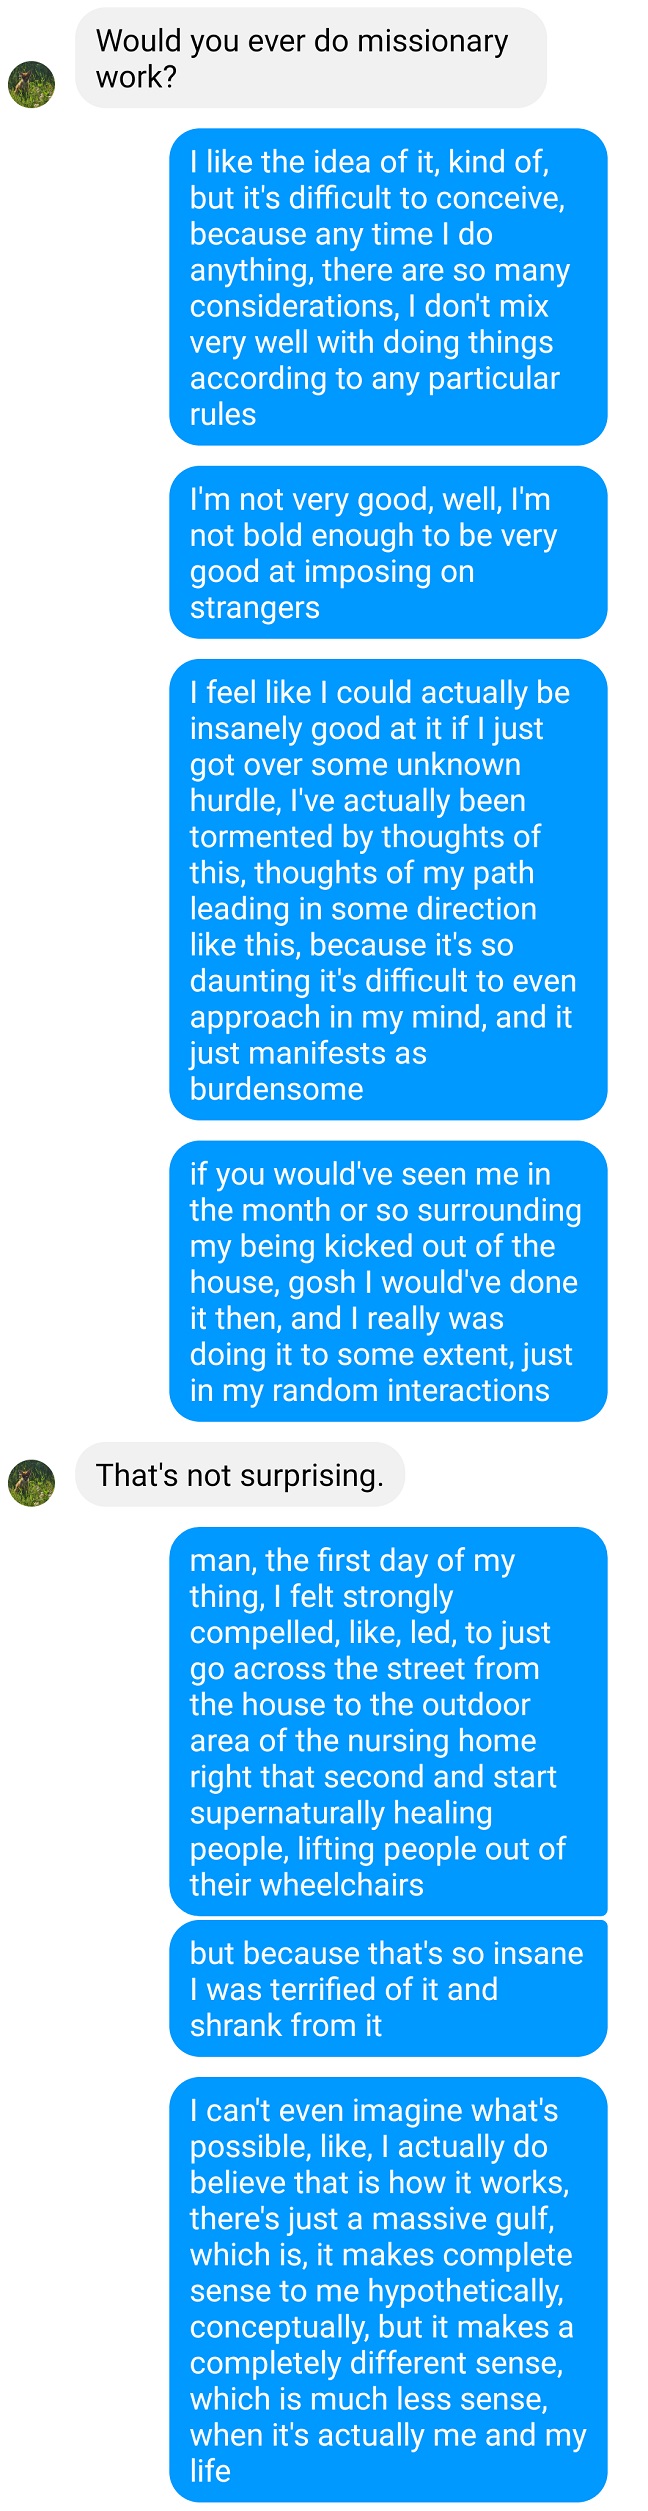 Would you ever do missionary
work?
I like the idea of it, kind of,
but it's difficult to conceive,
because any time I do
anything, there are so many
considerations, I don't mix
very well with doing things
according to any particular
rules
I'm not very good, well, I'm
not bold enough to be very
good at imposing on
strangers
I feel like I could actually be
insanely good at it if I just
got over some unknown
hurdle, I've actually been
tormented by thoughts of
this, thoughts of my path
leading in some direction
like this, because it's so
daunting it's difficult to even
approach in my mind, and it
just manifests as
burdensome
if you would've seen me in
the month or so surrounding
my being kicked out of the
house, gosh I would've done
it then, and I really was
doing it to some extent, just
in my random interactions
That's not surprising.
man, the first day of my
thing, I felt strongly
compelled, like, led, to just
go across the street from
the house to the outdoor
area of the nursing home
right that second and start
supernaturally healing
people, lifting people out of
their wheelchairs
but because that's so insane
I was terrified of it and
shrank from it
I can't even imagine what's
possible, like, I actually do
believe that is how it works,
there's just a massive gulf,
which is, it makes complete
sense to me hypothetically,
conceptually, but it makes a
completely different sense,
which is much less sense,
when it's actually me and my
life